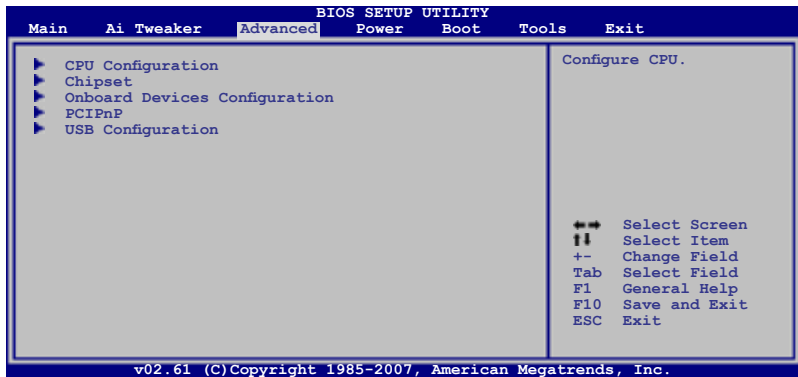 BIOS SETUP UTILITY
Main Ai Tweaker Advanced Power Boot Tools Exit
CPU Configuration
Chipset
Onboard Devices Configuration
PCIPnP
USB Configuration
Configure CPU.
Select Screen
Select Item
+- Change Field
Tab Select Field
F1 General Help
F10 Save and Exit
ESC Exit
v02.61 (C)Copyright 1985-2007, American Megatrends, Inc.